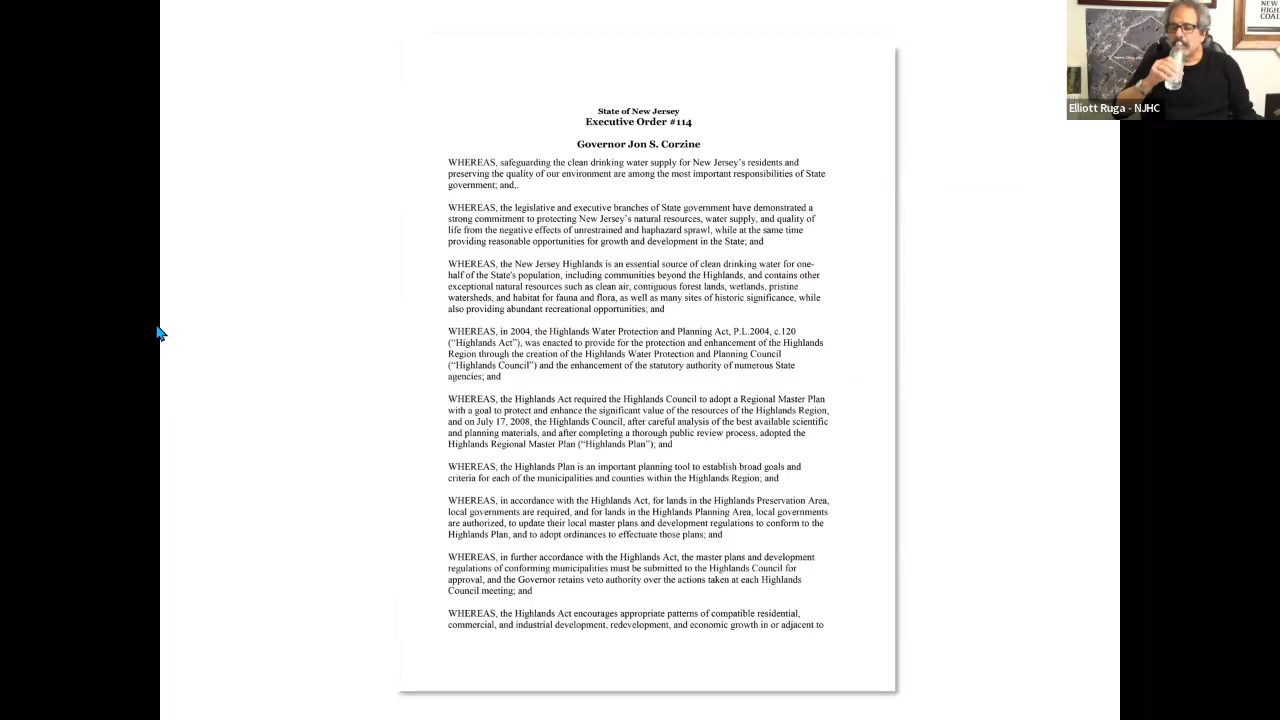 State of New Jersey
Executive Order #114
Governor Jon S. Corzine
WHEREAS, safeguarding the clean drinking water supply for New Jersey's residents and
preserving the quality of our environment are among the most important responsibilities of State
government; and,.
WHEREAS, the legislative and executive branches of State government have demonstrated a
strong commitment to protecting New Jersey's natural resources, water supply, and quality of
life from the negative effects of unrestrained and haphazard sprawl, while at the same time
providing reasonable opportunities for growth and development in the State; and
WHEREAS, the New Jersey Highlands is an essential source of clean drinking water for one-
half of the State's population, including communities beyond the Highlands, and contains other
exceptional natural resources such as clean air, contiguous forest lands, wetlands, pristine
watersheds, and habitat for fauna and flora, as well as many sites of historic significance, while
also providing abundant recreational opportunities; and
WHEREAS, in 2004, the Highlands Water Protection and Planning Act, P.L.2004, c.120
(“Highlands Act”), was enacted to provide for the protection and enhancement of the Highlands
Region through the creation of the Highlands Water Protection and Planning Council
(“Highlands Council”) and the enhancement of the statutory authority of numerous State
agencies; and
WHEREAS, the Highlands Act required the Highlands Council to adopt a Regional Master Plan
with a goal to protect and enhance the significant value of the resources of the Highlands Region,
and on July 17, 2008, the Highlands Council, after careful analysis of the best available scientific
and planning materials, and after completing a thorough public review process, adopted the
Highlands Regional Master Plan (“Highlands Plan”); and
WHEREAS, the Highlands Plan is an important planning tool to establish broad goals and
criteria for each of the municipalities and counties within the Highlands Region; and
WHEREAS, in accordance with the Highlands Act, for lands in the Highlands Preservation Area,
local governments are required, and for lands in the Highlands Planning Area, local governments
are authorized, to update their local master plans and development regulations to conform to the
Highlands Plan, and to adopt ordinances to effectuate those plans; and
WHEREAS, in further accordance with the Highlands Act, the master plans and development
regulations of conforming municipalities must be submitted to the Highlands Council for
approval, and the Governor retains veto authority over the actions taken at each Highlands
Council meeting; and
WHEREAS, the Highlands Act encourages appropriate patterns of compatible residential,
commercial, and industrial development, redevelopment, and economic growth in or adjacent to
NEW
HIGH
COAL
Elliott Ruga - NJHC